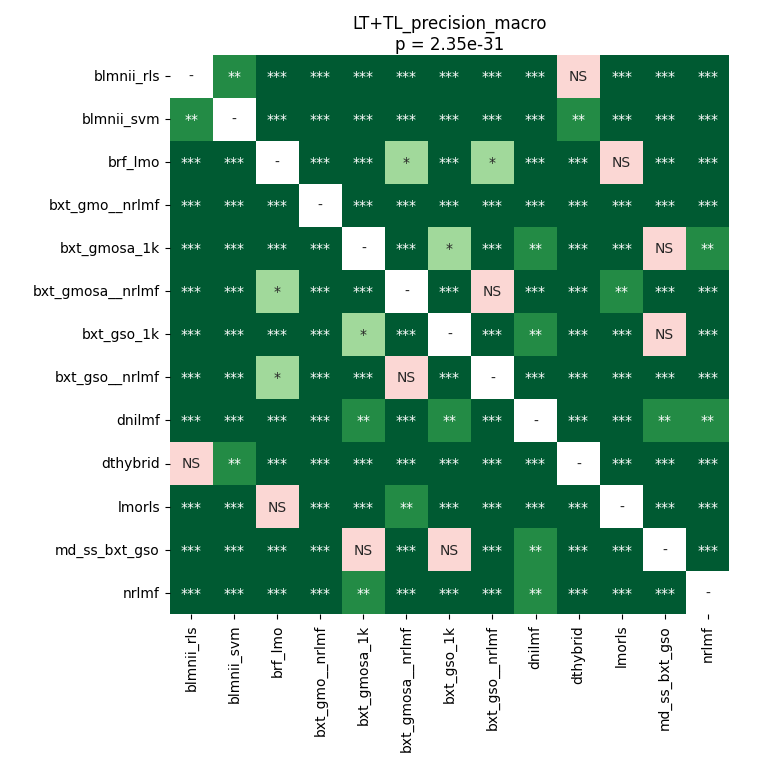 LT+TL_precision_macro
p = 2.35e-31
blmnii_rls - ** *** *** *** *** *** *** *** NS *** *** ***
blmnii_svm ** - *** *** *** *** *** *** *** ** *** *** ***
brf_lmo *** *** - *** *** * *** * *** *** NS *** ***
bxt_gmo__nrlmf *** *** *** - *** *** *** *** *** *** *** *** ***
bxt_gmosa_1k *** *** *** *** - *** * *** ** *** *** NS **
bxt_gmosa__nrlmf *** *** * *** *** - *** NS *** *** ** *** ***
bxt_gso_1k *** *** *** *** * *** - *** ** *** *** NS ***
bxt_gso__nrlmf *** *** * *** *** NS *** - *** *** *** *** ***
dnilmf *** *** *** *** ** *** ** *** - *** *** ** **
dthybrid NS ** *** *** *** *** *** *** *** - *** *** ***
lmorls *** *** NS *** *** ** *** *** *** *** - *** ***
md_ss_bxt_gso *** *** *** *** NS *** NS *** ** *** *** - ***
nrlmf *** *** *** *** ** *** *** *** ** *** *** *** -
blmnii_rls
blmnii_svm
brf_lmo
bxt_gmo__nrlmf
bxt_gmosa_1k
bxt_gmosa__nrlmf
bxt_gso_1k
bxt_gso__nrlmf
dnilmf
dthybrid
lmorls
md_ss_bxt_gso
nrlmf